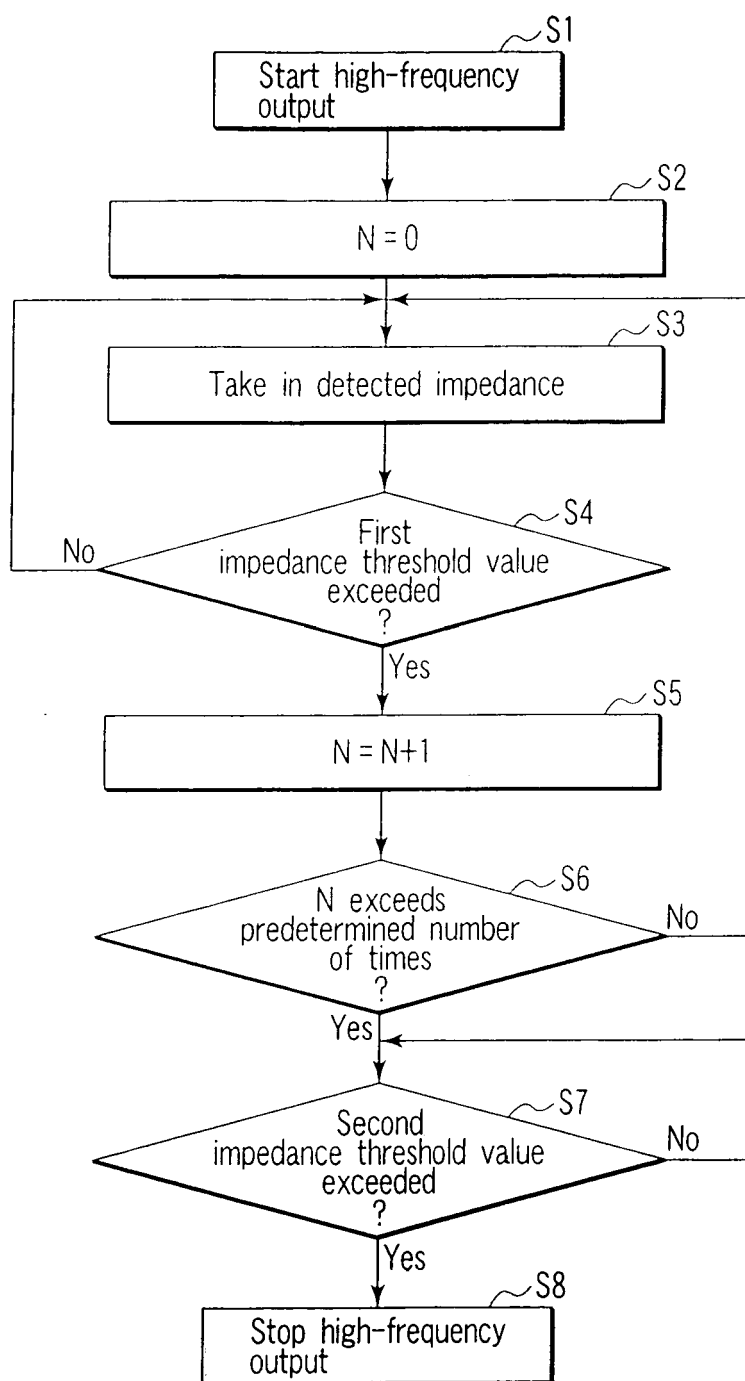 S1
Start high-frequency
output
S2
N = 0
S3
Take in detected impedance
S4
First
impedance threshold value
exceeded
?
No
Yes
S5
N = N+1
S6
N exceeds
predetermined number
of times
?
No
Yes
S7
Second
impedance threshold value
exceeded
?
No
Yes
S8
Stop high-frequency
output